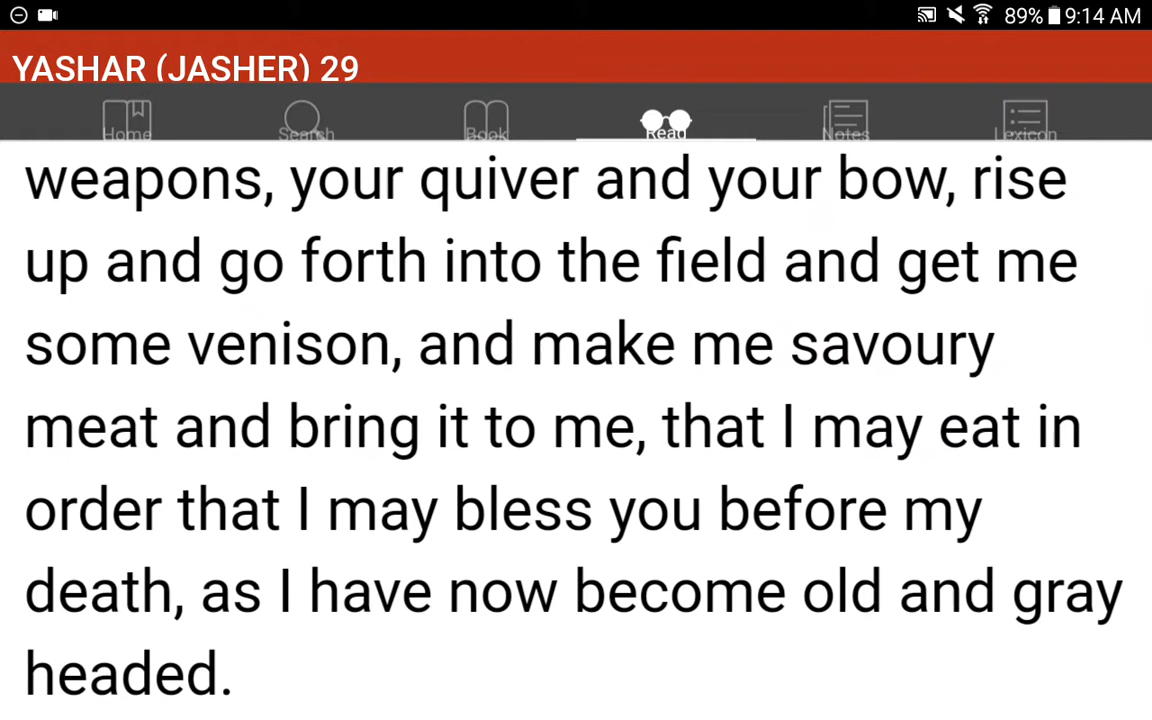 89% 9:14 AM
YASHAR (JASHER) 29
Home Search Book Read Notes Lexicon
weapons, your quiver and your bow, rise
up and go forth into the field and get me
some venison, and make me savoury
meat and bring it to me, that I may eat in
order that I may bless you before my
death, as I have now become old and gray
headed.